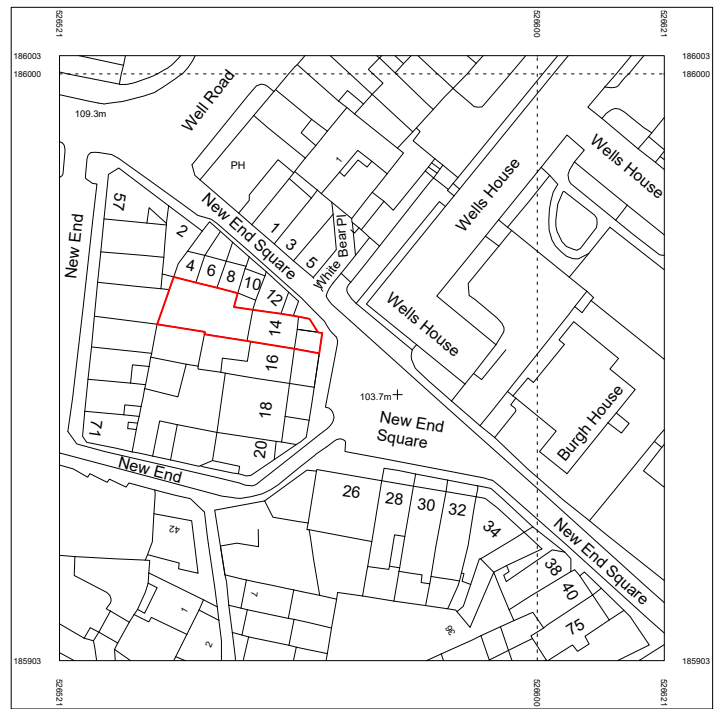 526521
526600
526621
186003
186003
186000
186000
109.3m
Well Road
PH
1
Wells House
Wells House
57
New End
2
New End Square
1
3
5
White Bear Pl
4
6
8
10
12
14
Wells House
16
18
20
71
New End
103.7m
New End
Square
Burgh House
26
28
30
32
34
New End Square
38
40
75
42
7
36
1
2
185903
185903
526521
526600
526621